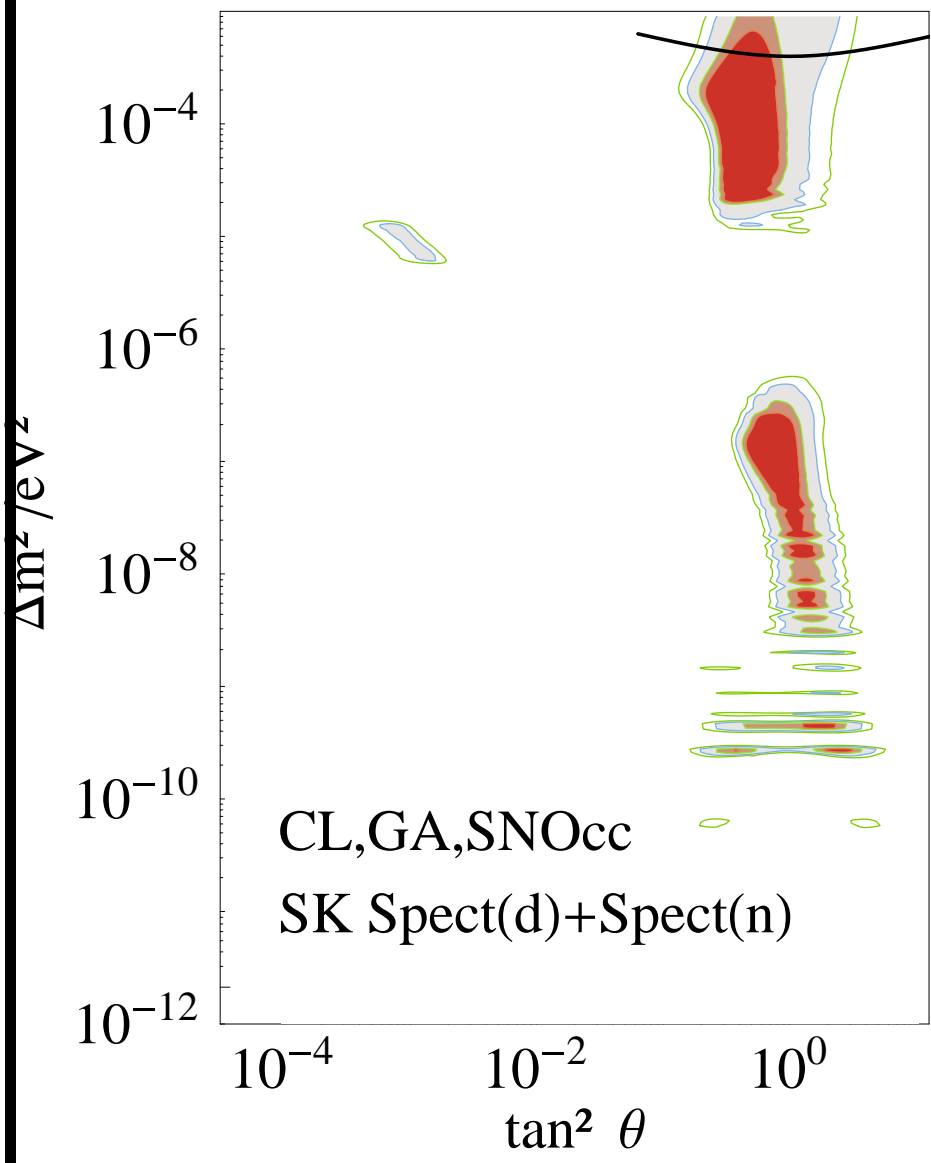 10⁻⁴
10⁻⁶
Δm²/eV²
10⁻⁸
10⁻¹⁰
CL,GA,SNOcc
SK Spect(d)+Spect(n)
10⁻¹²
10⁻⁴ 10⁻² 10⁰
tan² θ